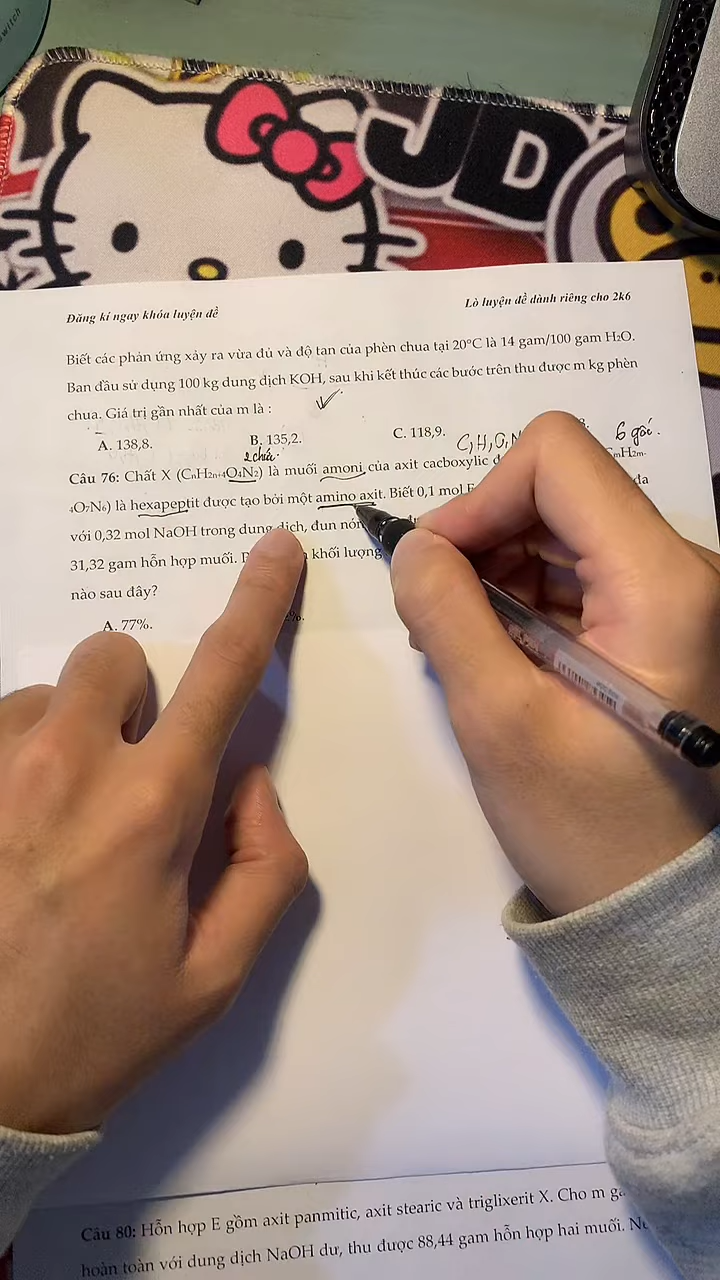 switch
JD
Đăng kí ngay khóa luyện đề
Lò luyện đề dành riêng cho 2k6
Biết các phản ứng xảy ra vừa đủ và độ tan của phèn chua tại 20°C là 14 gam/100 gam H₂O.
Ban đầu sử dụng 100 kg dung dịch KOH, sau khi kết thúc các bước trên thu được m kg phèn
chua. Giá trị gần nhất của m là :
A. 138,8. B. 135,2. C. 118,9.
2 chức. 6 gốc.
Câu 76: Chất X (CₙH₂ₙ₊₄O₄N₂) là muối amoni của axit cacboxylic CₘH₂ₘ₋
₄O₇N₆) là hexapeptit được tạo bởi một amino axit. Biết 0,1 mol
với 0,32 mol NaOH trong dung dịch, đun
31,32 gam hỗn hợp muối. khối lượng
nào sau đây?
A. 77%.
Câu 80: Hỗn hợp E gồm axit panmitic, axit stearic và triglixerit X. Cho m
hoàn toàn với dung dịch NaOH dư, thu được 88,44 gam hỗn hợp hai muối.